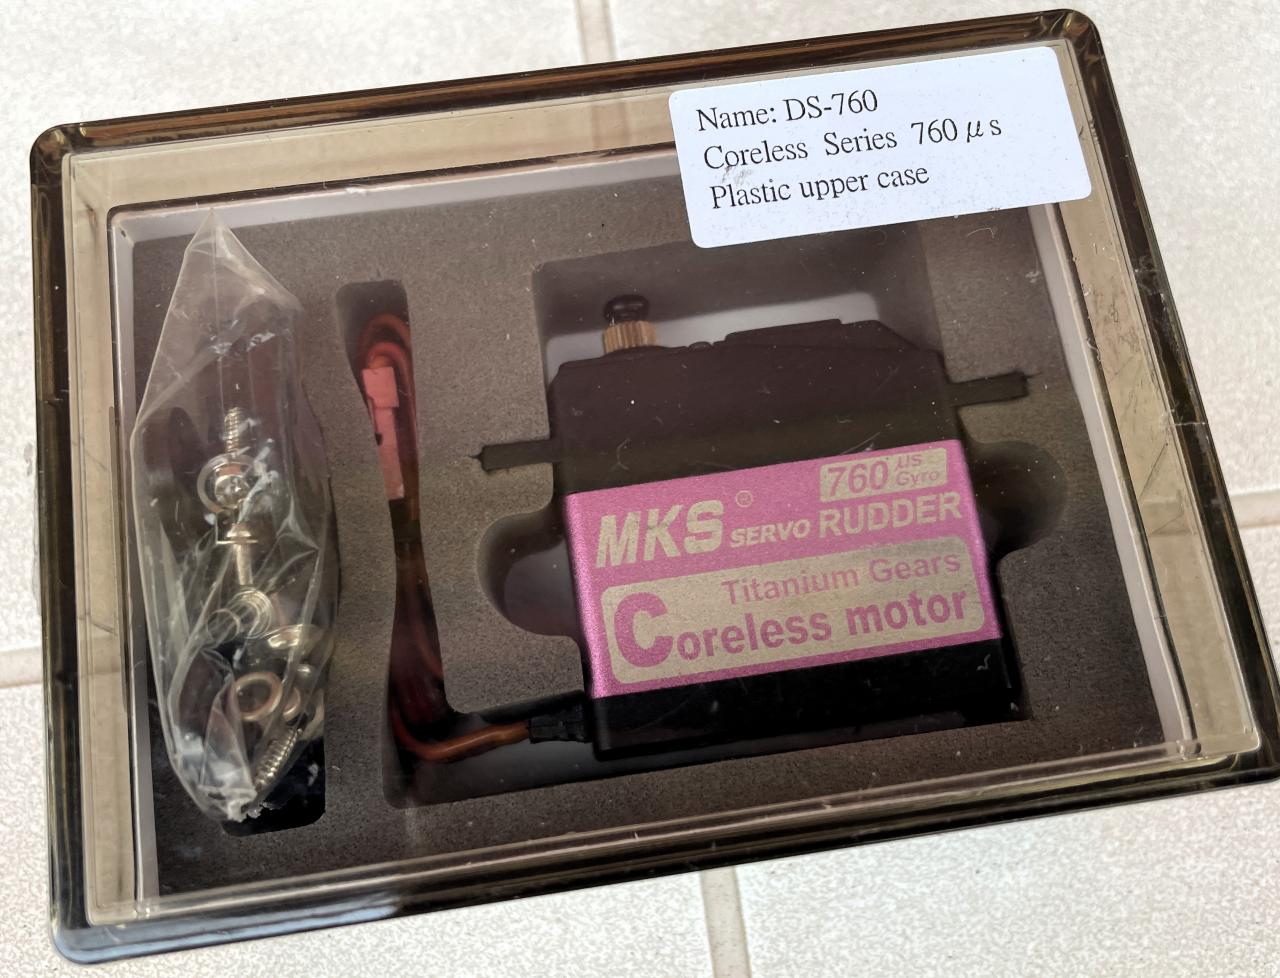 Name: DS-760
Coreless Series 760 μ s
Plastic upper case
760 μs Gyro
MKS® SERVO RUDDER
Titanium Gears
Coreless motor